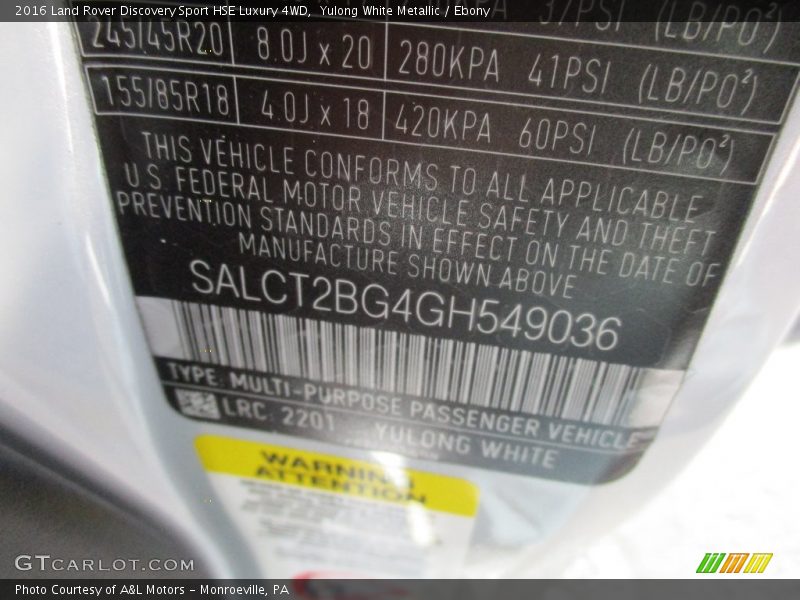 2016 Land Rover Discovery Sport HSE Luxury 4WD, Yulong White Metallic / Ebony
37PSI (LB/PO²)
245/45R20 8.0J x 20 280KPA 41PSI (LB/PO²)
155/85R18 4.0J x 18 420KPA 60PSI (LB/PO²)
THIS VEHICLE CONFORMS TO ALL APPLICABLE
U.S. FEDERAL MOTOR VEHICLE SAFETY AND THEFT
PREVENTION STANDARDS IN EFFECT ON THE DATE OF
MANUFACTURE SHOWN ABOVE
SALCT2BG4GH549036
TYPE: MULTI-PURPOSE PASSENGER VEHICLE
LRC. 2201 YULONG WHITE
WARNING
ATTENTION
GTCARLOT.COM
Photo Courtesy of A&L Motors - Monroeville, PA